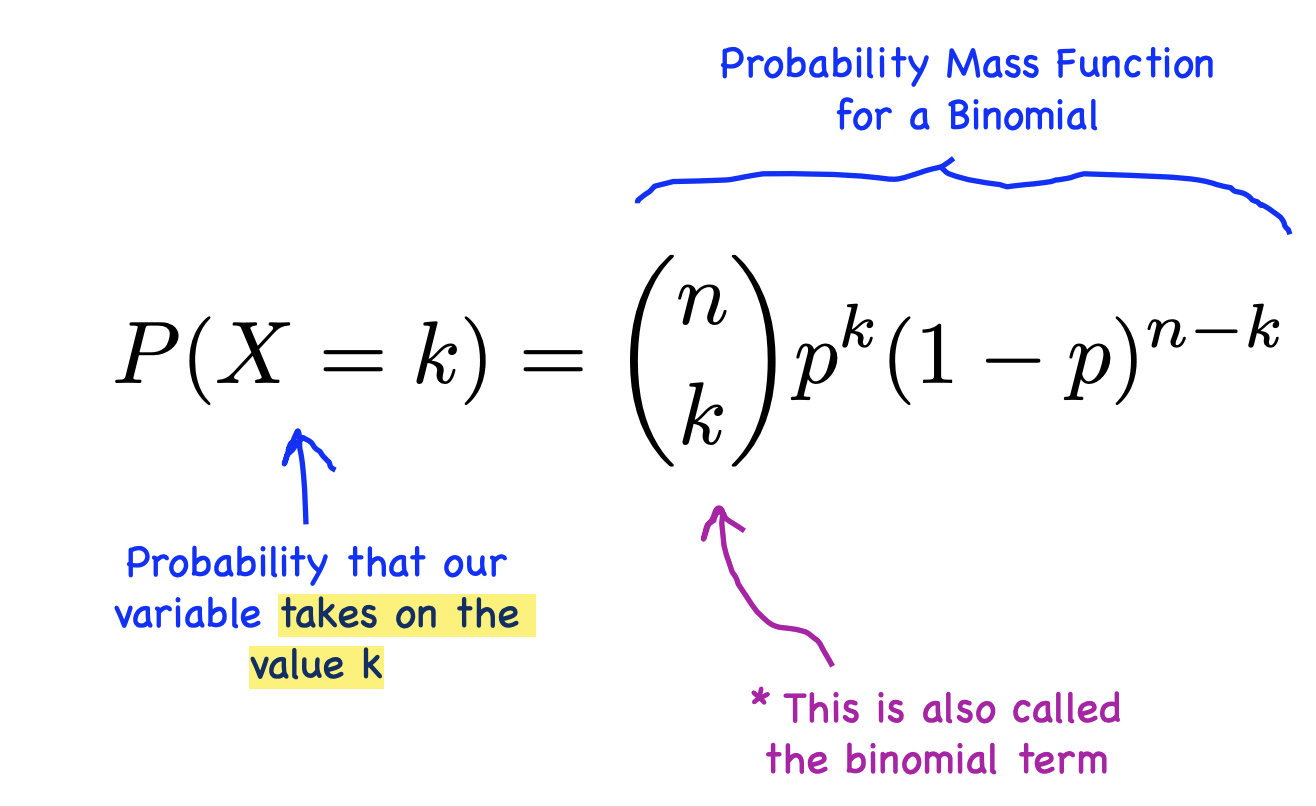 Probability Mass Function
for a Binomial
P(X = k) = \binom{n}{k} p^k (1 - p)^{n-k}
Probability that our
variable takes on the
value k
* This is also called
the binomial term